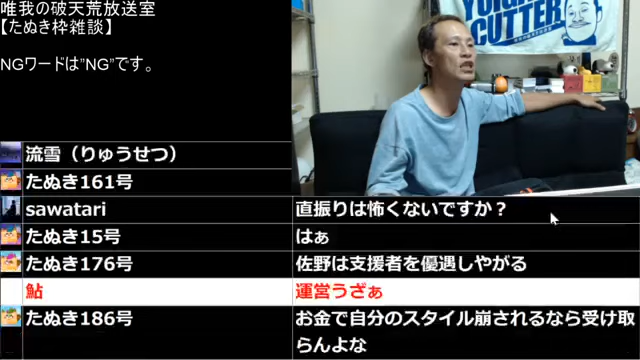 唯我の破天荒放送室
【たぬき枠雑談】
NGワードは”NG”です。
CUTTER
流雪（りゅうせつ）
たぬき161号
sawatari
直振りは怖くないですか？
たぬき15号
はぁ
たぬき176号
佐野は支援者を優遇しやがる
鮎
運営うざぁ
たぬき186号
お金で自分のスタイル崩されるなら受け取
らんよな